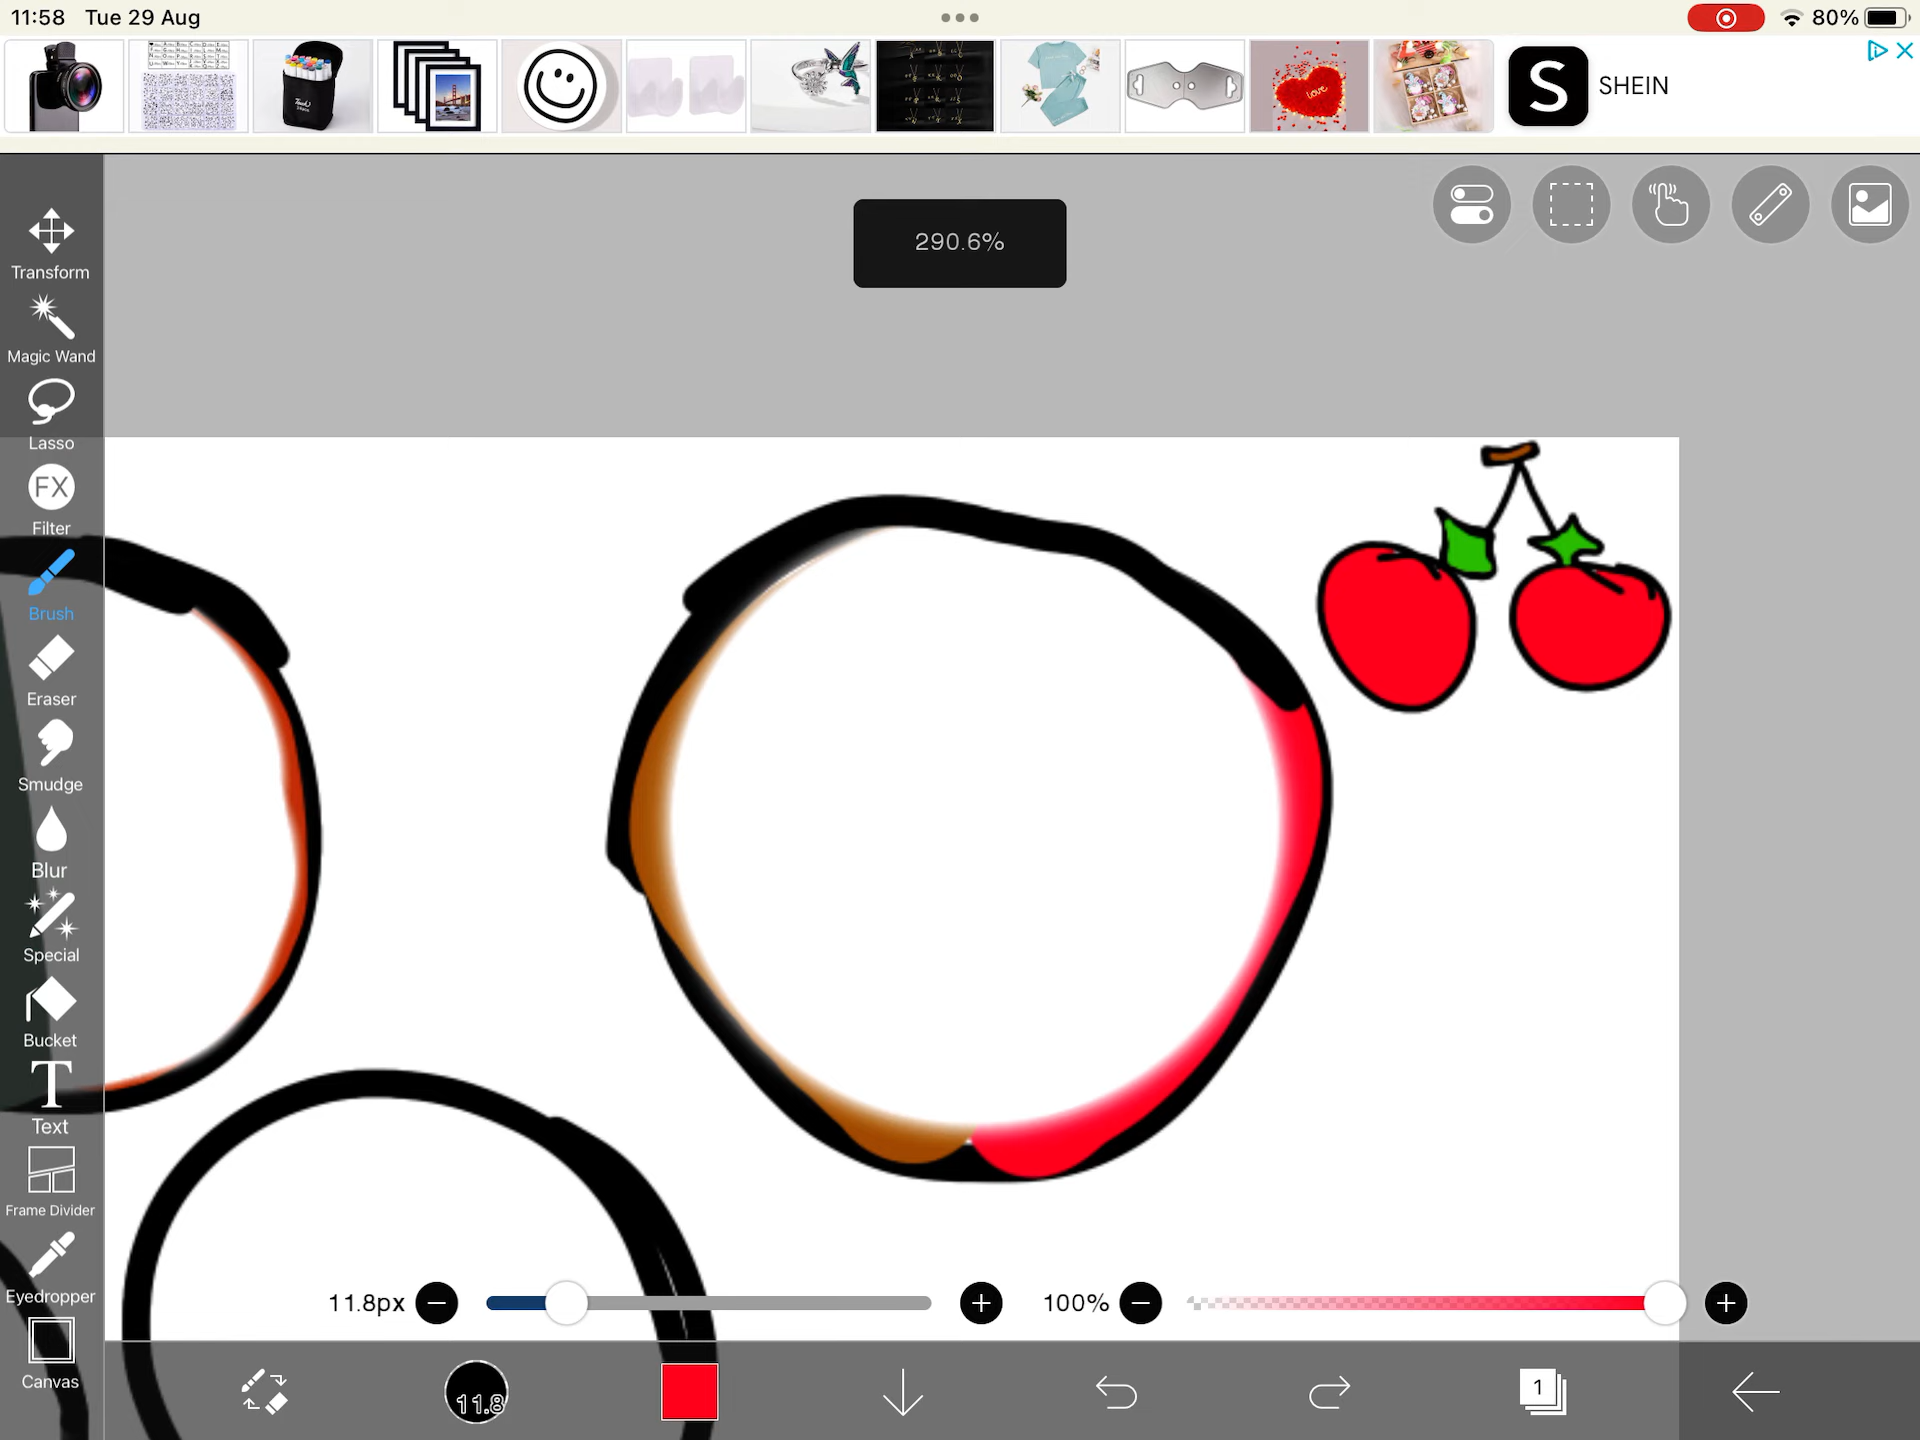 11:58 Tue 29 Aug
80%
love
S SHEIN
290.6%
Transform
Magic Wand
Lasso
FX
Filter
Brush
Eraser
Smudge
Blur
Special
Bucket
T
Text
Frame Divider
Eyedropper
Canvas
11.8px
100%
11.8
1